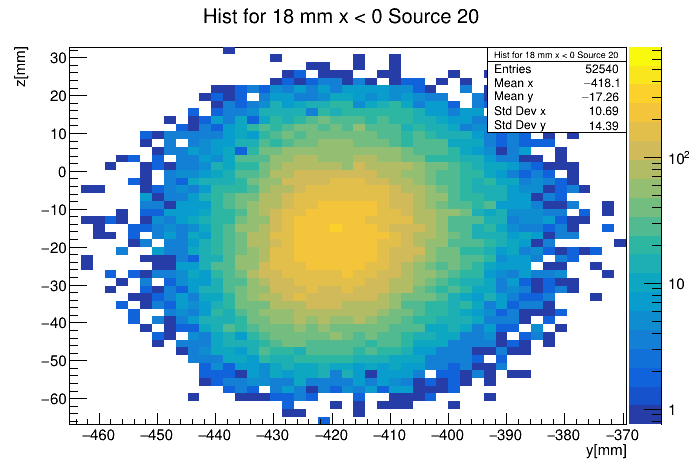 Hist for 18 mm x < 0 Source 20
z[mm]
30
20
10
0
−10
−20
−30
−40
−50
−60
Hist for 18 mm x < 0 Source 20
Entries 52540
Mean x −418.1
Mean y −17.26
Std Dev x 10.69
Std Dev y 14.39
10²
10
1
−460 −450 −440 −430 −420 −410 −400 −390 −380 −370
y[mm]